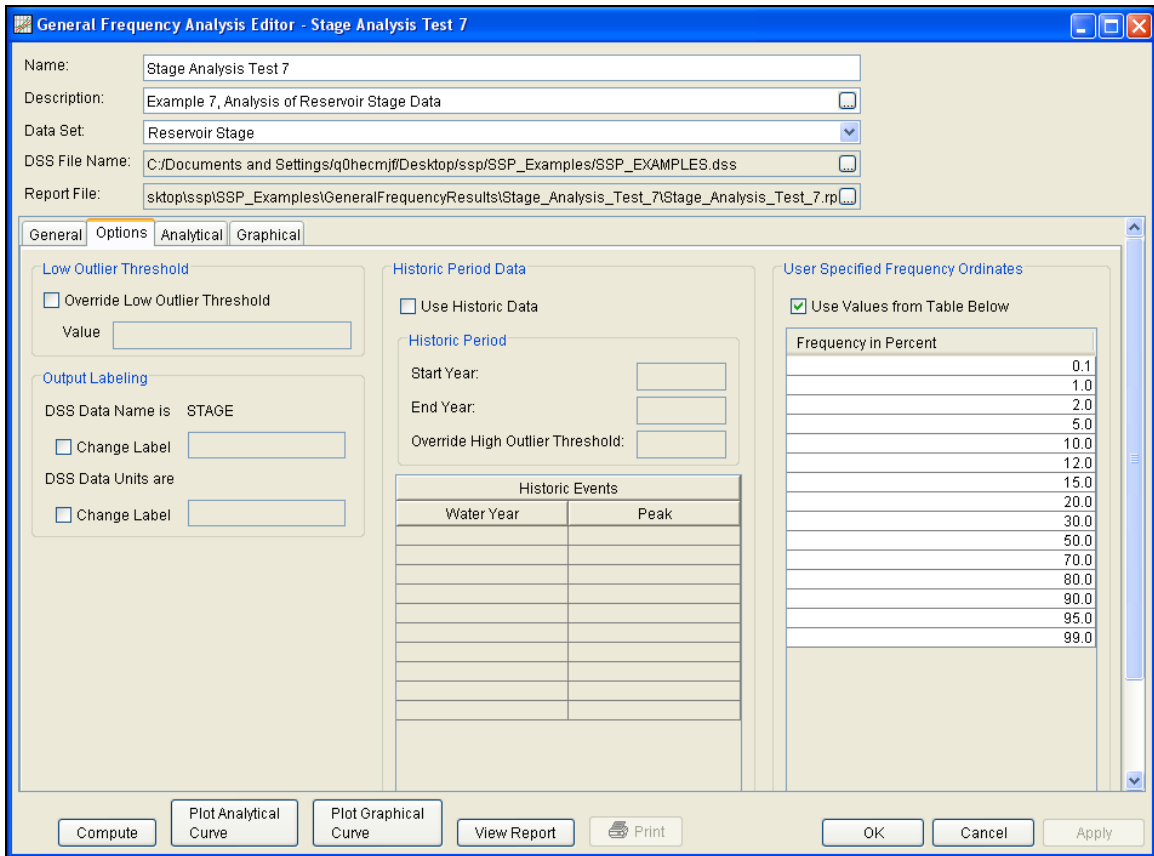 General Frequency Analysis Editor - Stage Analysis Test 7
Name: Stage Analysis Test 7
Description: Example 7, Analysis of Reservoir Stage Data ...
Data Set: Reservoir Stage
DSS File Name: C:/Documents and Settings/q0hecmjf/Desktop/ssp/SSP_Examples/SSP_EXAMPLES.dss ...
Report File: sktop\ssp\SSP_Examples\GeneralFrequencyResults\Stage_Analysis_Test_7\Stage_Analysis_Test_7.rp ...
General Options Analytical Graphical
Low Outlier Threshold
Override Low Outlier Threshold
Value
Output Labeling
DSS Data Name is STAGE
Change Label
DSS Data Units are
Change Label
Historic Period Data
Use Historic Data
Historic Period
Start Year:
End Year:
Override High Outlier Threshold:
Historic Events
Water Year Peak
User Specified Frequency Ordinates
Use Values from Table Below
Frequency in Percent
0.1
1.0
2.0
5.0
10.0
12.0
15.0
20.0
30.0
50.0
70.0
80.0
90.0
95.0
99.0
Compute
Plot Analytical
Curve
Plot Graphical
Curve
View Report
Print
OK
Cancel
Apply